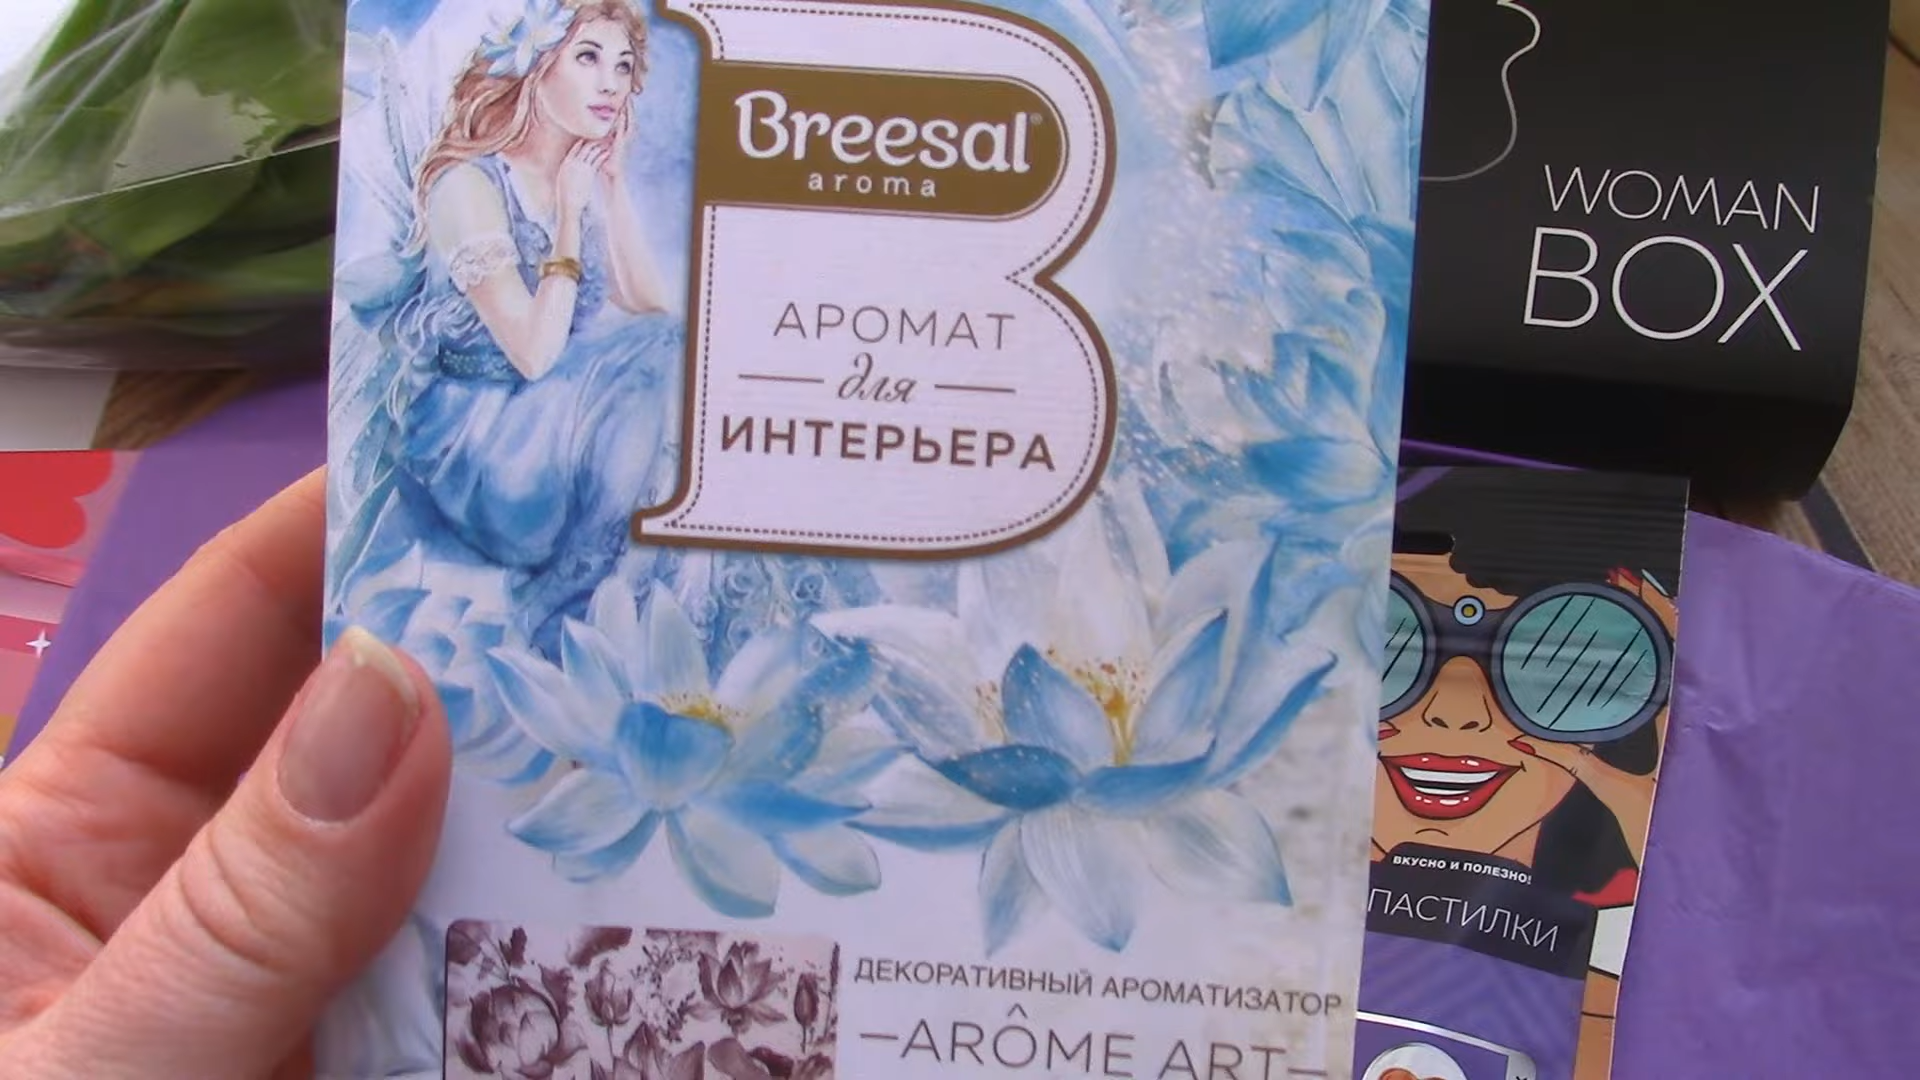 Breesal®
aroma
АРОМАТ
для
ИНТЕРЬЕРА
ДЕКОРАТИВНЫЙ АРОМАТИЗАТОР
—ARÔME ART—
WOMAN
BOX
ВКУСНО И ПОЛЕЗНО!
ПАСТИЛКИ